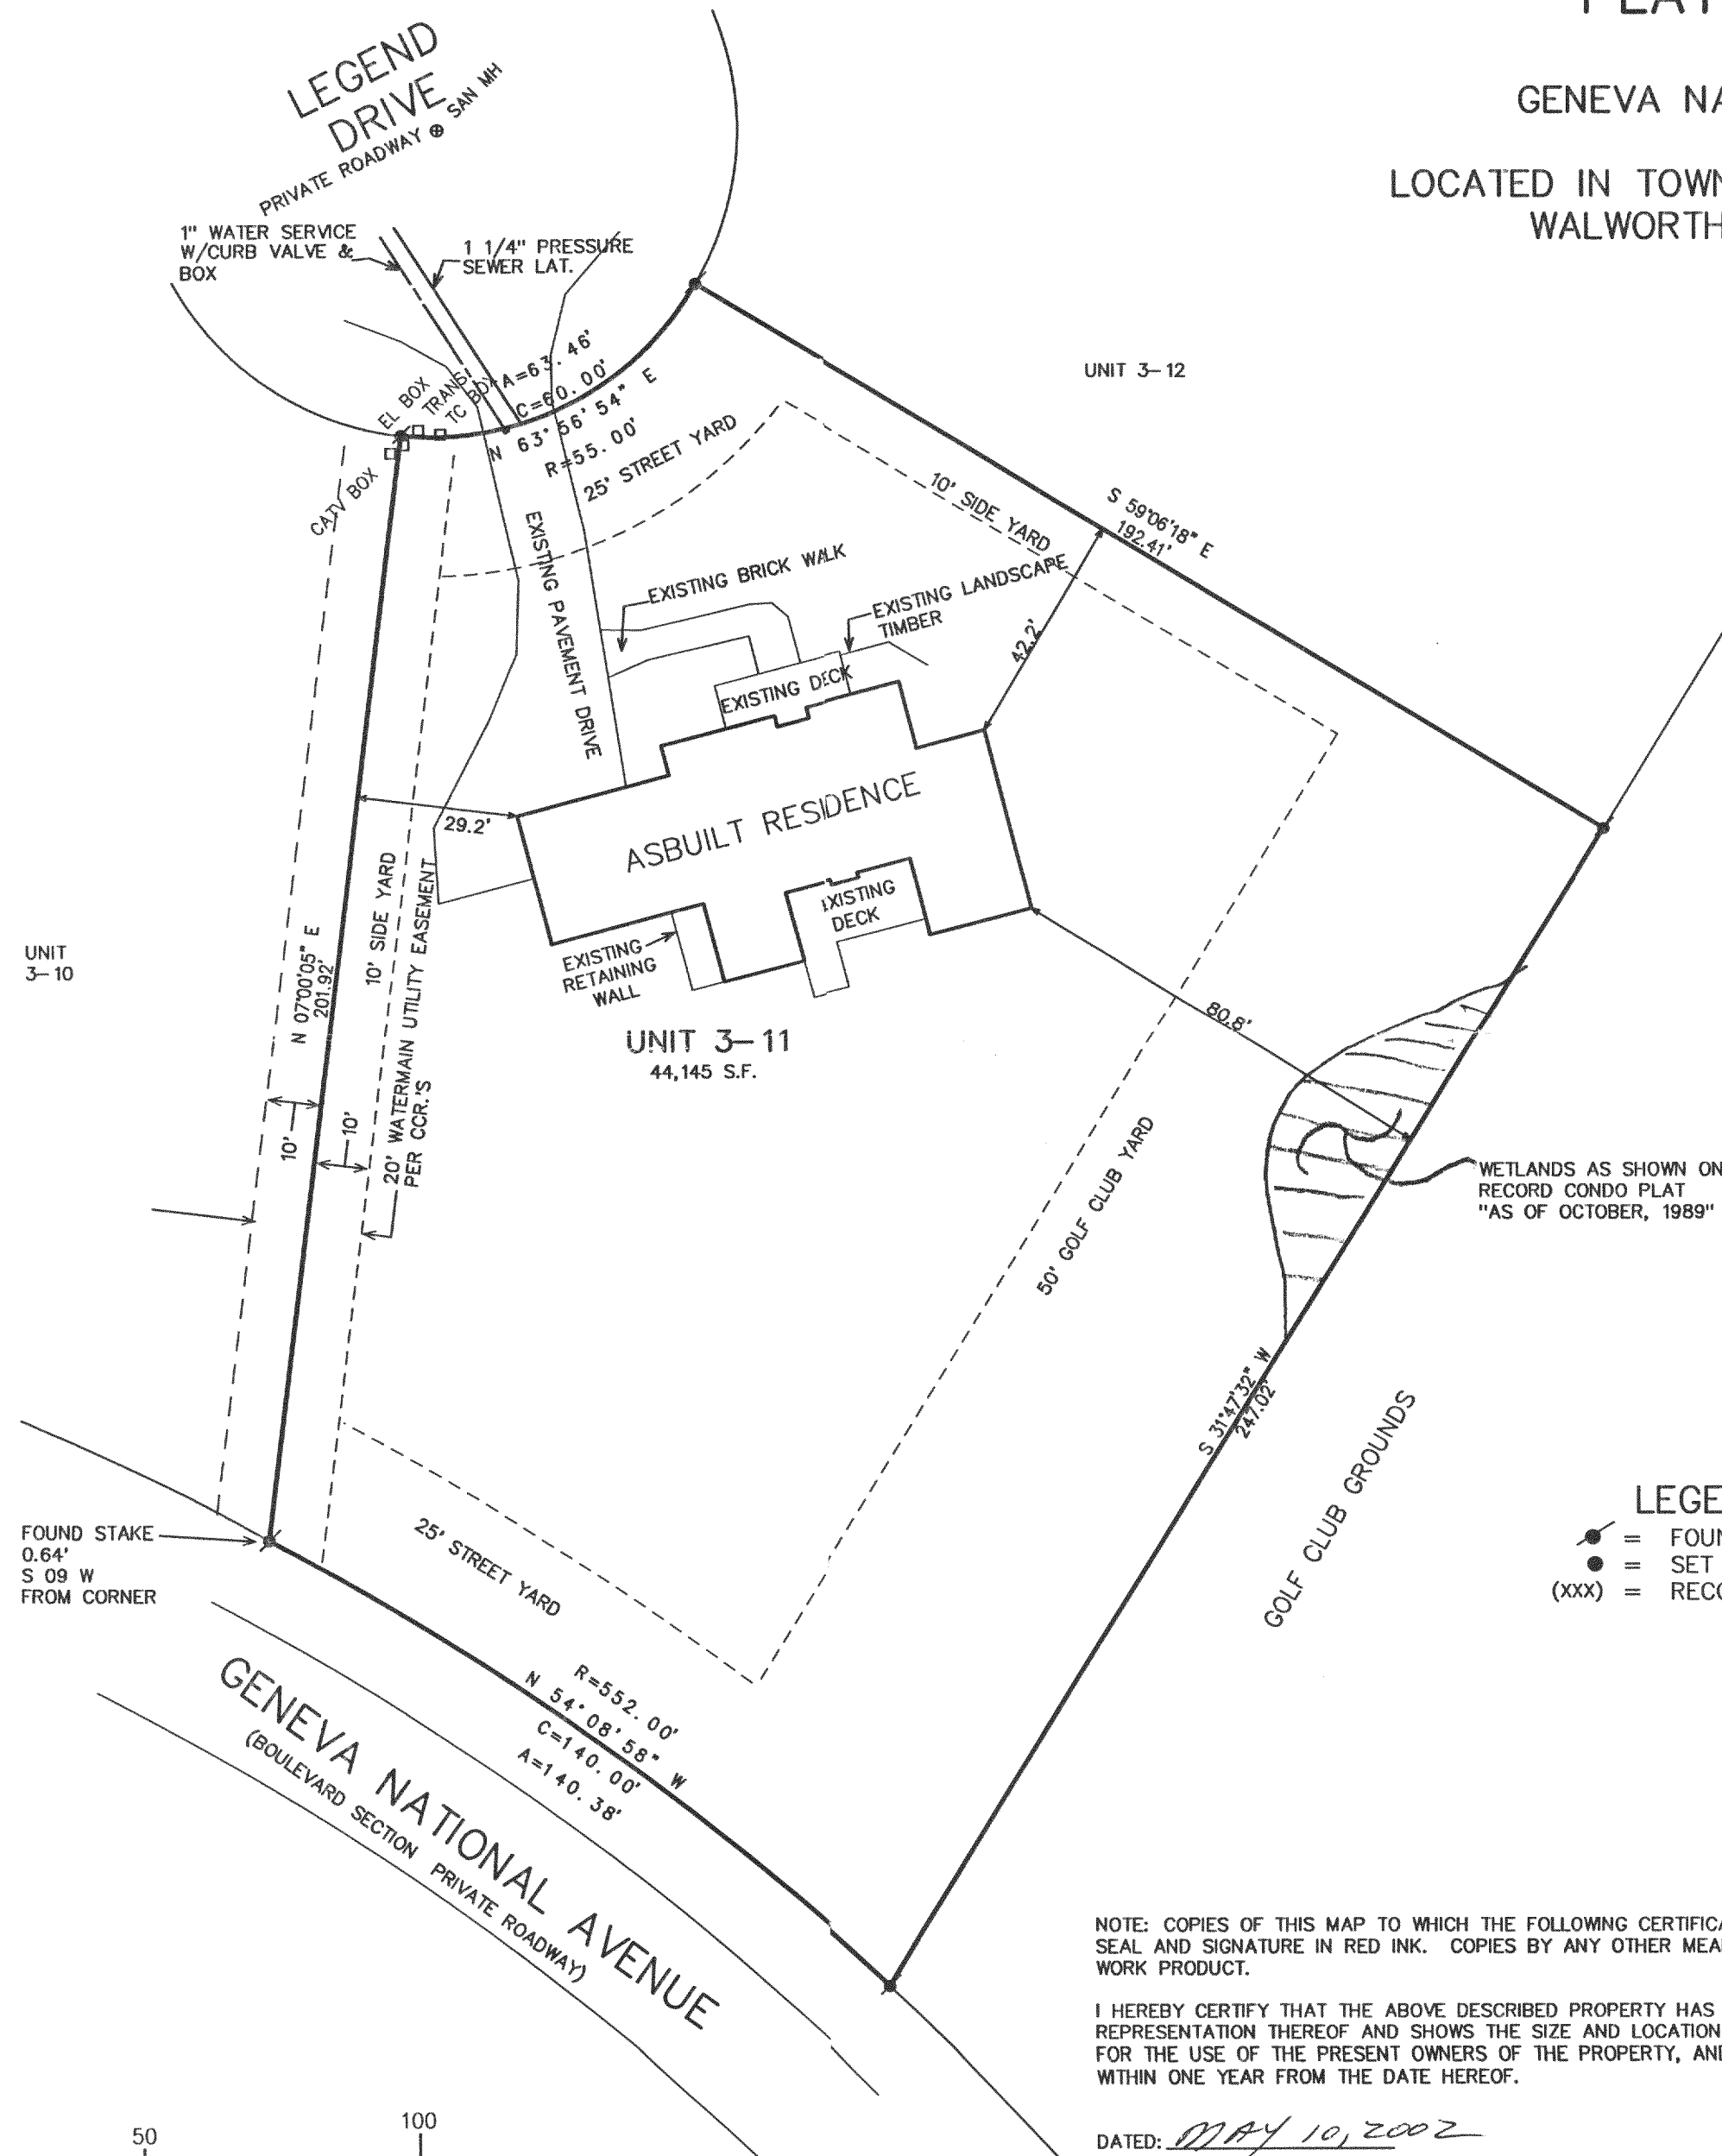 LEGEND
DRIVE
PRIVATE ROADWAY
SAN MH
GENEVA NA
LOCATED IN TOWN
WALWORTH
1" WATER SERVICE
W/CURB VALVE &
BOX
1 1/4" PRESSURE
SEWER LAT.
UNIT 3-12
EL BOX
TRANS
TC BOX
CATV BOX
A=63.46'
C=60.00'
N 63°56'54" E
R=55.00'
25' STREET YARD
10' SIDE YARD
S 59°06'18" E
192.41'
EXISTING PAVEMENT DRIVE
EXISTING BRICK WALK
EXISTING LANDSCAPE
TIMBER
42.2'
EXISTING DECK
29.2'
ASBUILT RESIDENCE
EXISTING
DECK
EXISTING
RETAINING
WALL
UNIT 3-11
44,145 S.F.
UNIT
3-10
N 07°00'05" E
201.92'
10' SIDE YARD
20' WATERMAIN UTILITY EASEMENT
PER CCR.'S
10'
10'
80.8'
50' GOLF CLUB YARD
WETLANDS AS SHOWN ON
RECORD CONDO PLAT
"AS OF OCTOBER, 1989"
S 31°47'32" W
247.02'
GOLF CLUB GROUNDS
FOUND STAKE
0.64'
S 09 W
FROM CORNER
25' STREET YARD
R=552.00'
N 54°08'58" W
C=140.00'
A=140.38'
GENEVA NATIONAL AVENUE
(BOULEVARD SECTION PRIVATE ROADWAY)
LEGE
= FOUN
= SET
(XXX) = RECO
NOTE: COPIES OF THIS MAP TO WHICH THE FOLLOWING CERTIFICA
SEAL AND SIGNATURE IN RED INK. COPIES BY ANY OTHER MEA
WORK PRODUCT.
I HEREBY CERTIFY THAT THE ABOVE DESCRIBED PROPERTY HAS
REPRESENTATION THEREOF AND SHOWS THE SIZE AND LOCATION
FOR THE USE OF THE PRESENT OWNERS OF THE PROPERTY, AND
WITHIN ONE YEAR FROM THE DATE HEREOF.
DATED: MAY 10, 2002
50
100